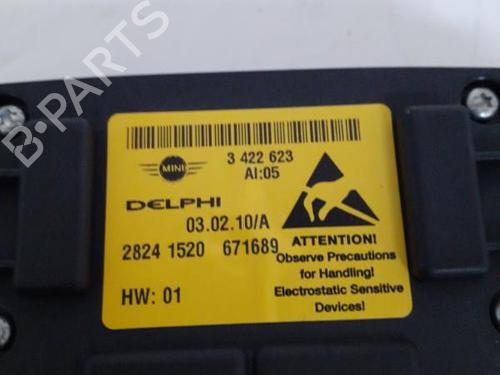 B-PARTS
MINI
3 422 623
AI:05
DELPHI
03.02.10/A
2824 1520 671689
HW: 01
ATTENTION!
Observe Precautions
for Handling!
Electrostatic Sensitive
Devices!